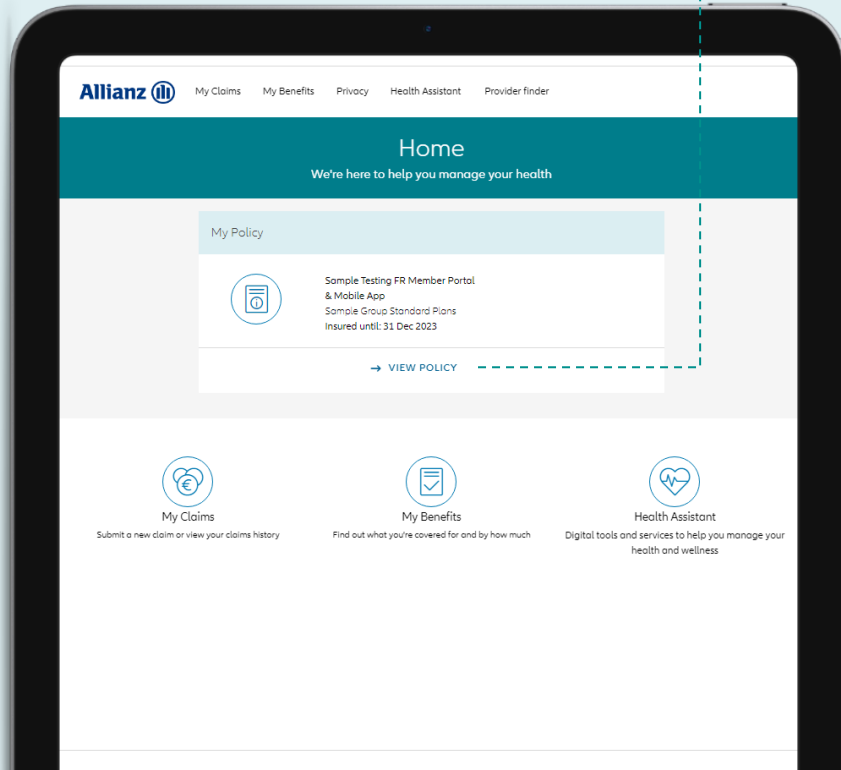 Allianz
My Claims My Benefits Privacy Health Assistant Provider finder
Home
We're here to help you manage your health
My Policy
Sample Testing FR Member Portal
& Mobile App
Sample Group Standard Plans
Insured until: 31 Dec 2023
→ VIEW POLICY
€
My Claims
Submit a new claim or view your claims history
My Benefits
Find out what you're covered for and by how much
Health Assistant
Digital tools and services to help you manage your
health and wellness